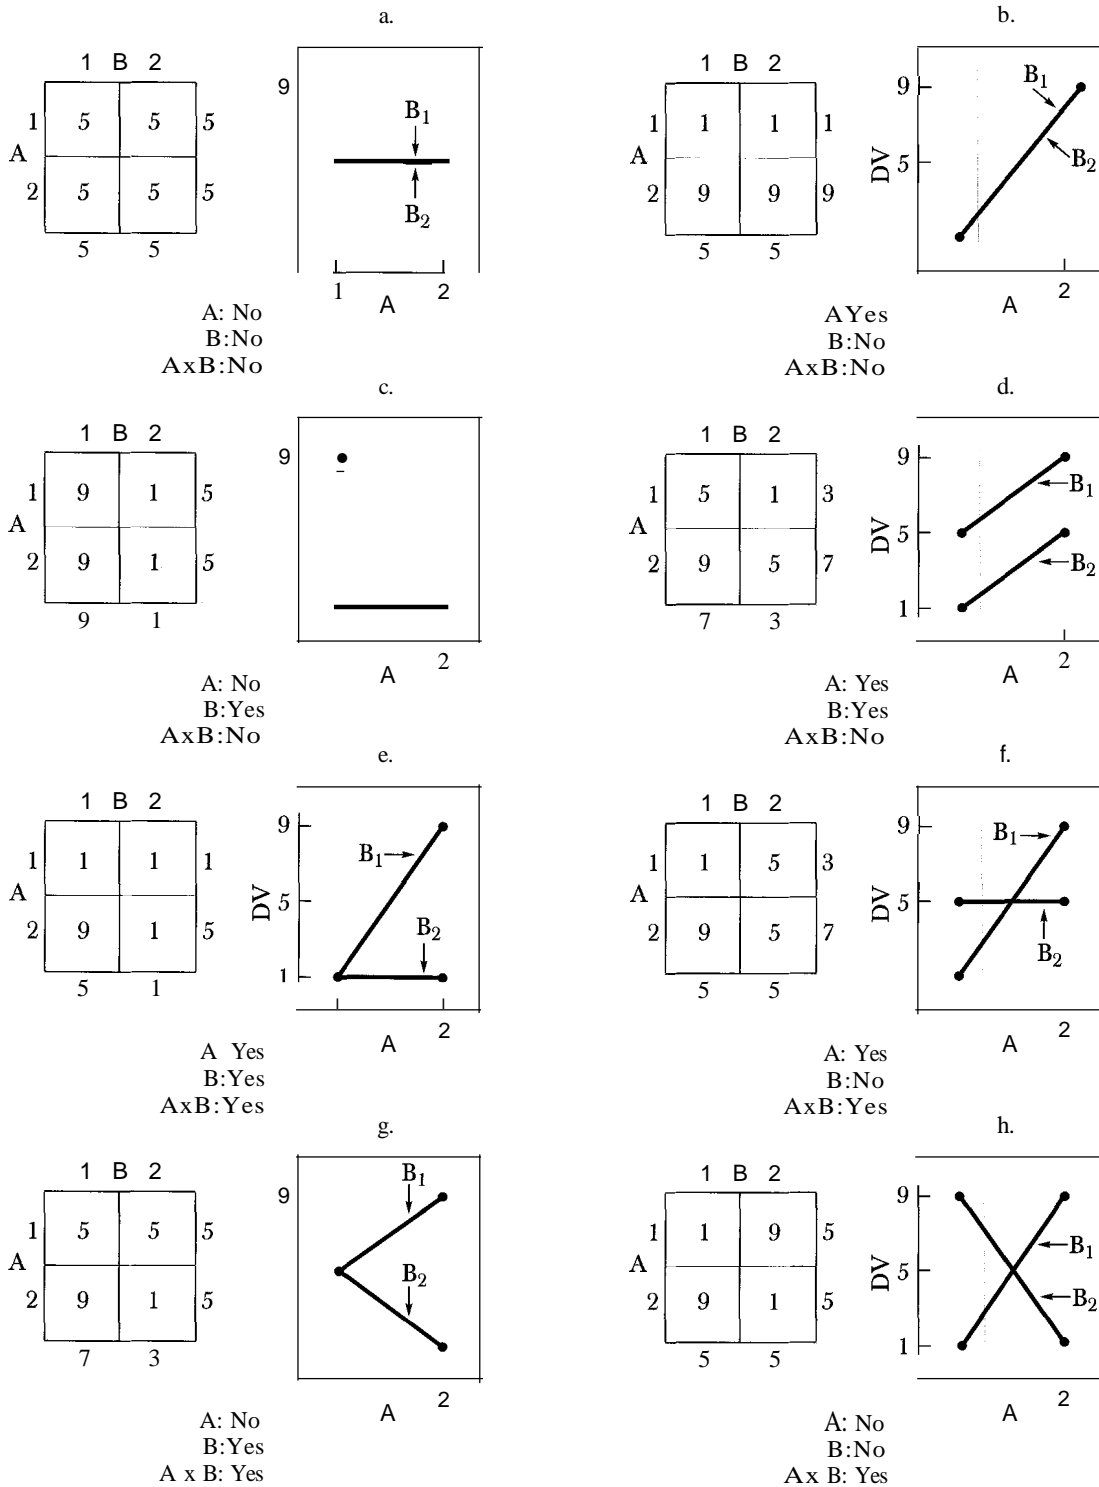 a.
1 B 2
9
B1
1 5 5 5
A
2 5 5 5
B2
5 5
1 2
A
A: No
B:No
AxB:No
b.
1 B 2
9
B1
1 1 1 1
A
DV
5
B2
2 9 9 9
5 5
2
A
AYes
B:No
AxB:No
c.
1 B 2
9
1 9 1 5
A
2 9 1 5
9 1
2
A
A: No
B:Yes
AxB:No
d.
1 B 2
9
B1
1 5 1 3
A
DV
5
B2
2 9 5 7
1
7 3
2
A
A: Yes
B:Yes
AxB:No
e.
1 B 2
9
B1
1 1 1 1
A
DV
5
B2
2 9 1 5
1
5 1
2
A
A Yes
B:Yes
AxB:Yes
f.
1 B 2
9
B1
1 1 5 3
A
DV
5
2 9 5 7
B2
5 5
2
A
A: Yes
B:No
AxB:Yes
g.
1 B 2
B1
9
1 5 5 5
A
B2
2 9 1 5
7 3
2
A
A: No
B:Yes
A x B: Yes
h.
1 B 2
9
1 1 9 5
B1
A
DV
5
B2
2 9 1 5
1
5 5
2
A
A: No
B:No
Ax B: Yes